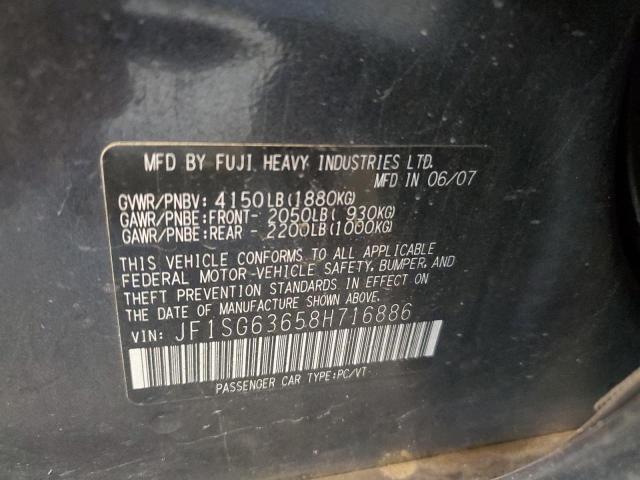 MFD BY FUJI HEAVY INDUSTRIES LTD.
MFD IN 06/07
GVWR/PNBV: 4150LB(1880KG)
GAWR/PNBE:FRONT- 2050LB( 930KG)
GAWR/PNBE:REAR - 2200LB(1000KG)
THIS VEHICLE CONFORMS TO ALL APPLICABLE
FEDERAL MOTOR-VEHICLE SAFETY, BUMPER, AND
THEFT PREVENTION STANDARDS IN EFFECT ON
THE DATE OF MANUFACTURE SHOWN ABOVE.
VIN: JF1SG63658H716886
PASSENGER CAR TYPE:PC/VT